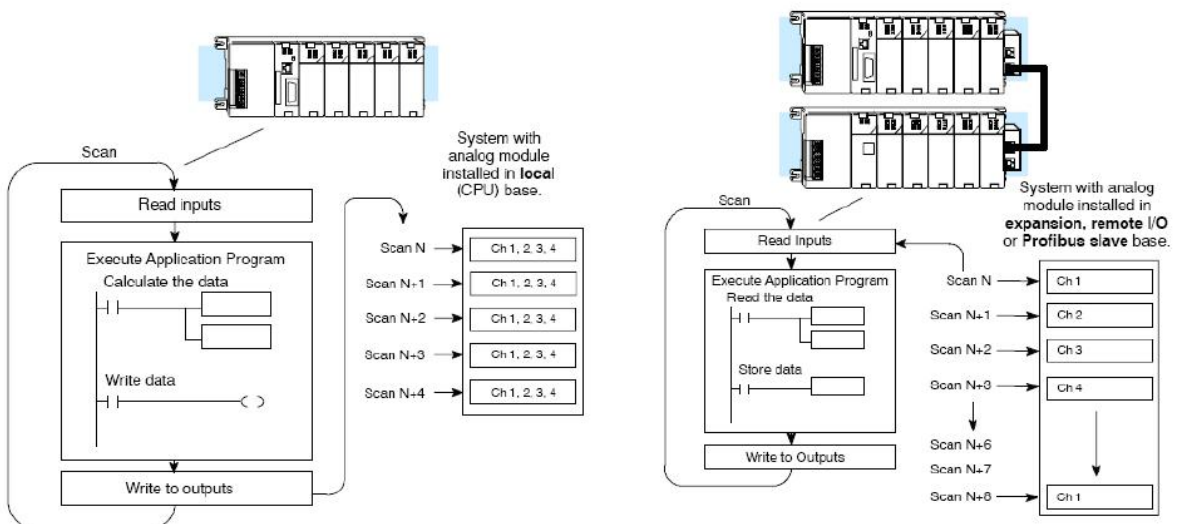 System with
analog module
installed in local
(CPU) base.
Scan
Read inputs
Execute Application Program
Calculate the data
Write data
Write to outputs
Scan N
Ch 1, 2, 3, 4
Scan N+1
Ch 1, 2, 3, 4
Scan N+2
Ch 1, 2, 3, 4
Scan N+3
Ch 1, 2, 3, 4
Scan N+4
Ch 1, 2, 3, 4
System with analog
module installed in
expansion, remote I/O
or Profibus slave base.
Scan
Read Inputs
Execute Application Program
Read the data
Store data
Write to Outputs
Scan N
Ch 1
Scan N+1
Ch 2
Scan N+2
Ch 3
Scan N+3
Ch 4
Scan N+6
Scan N+7
Scan N+8
Ch 1